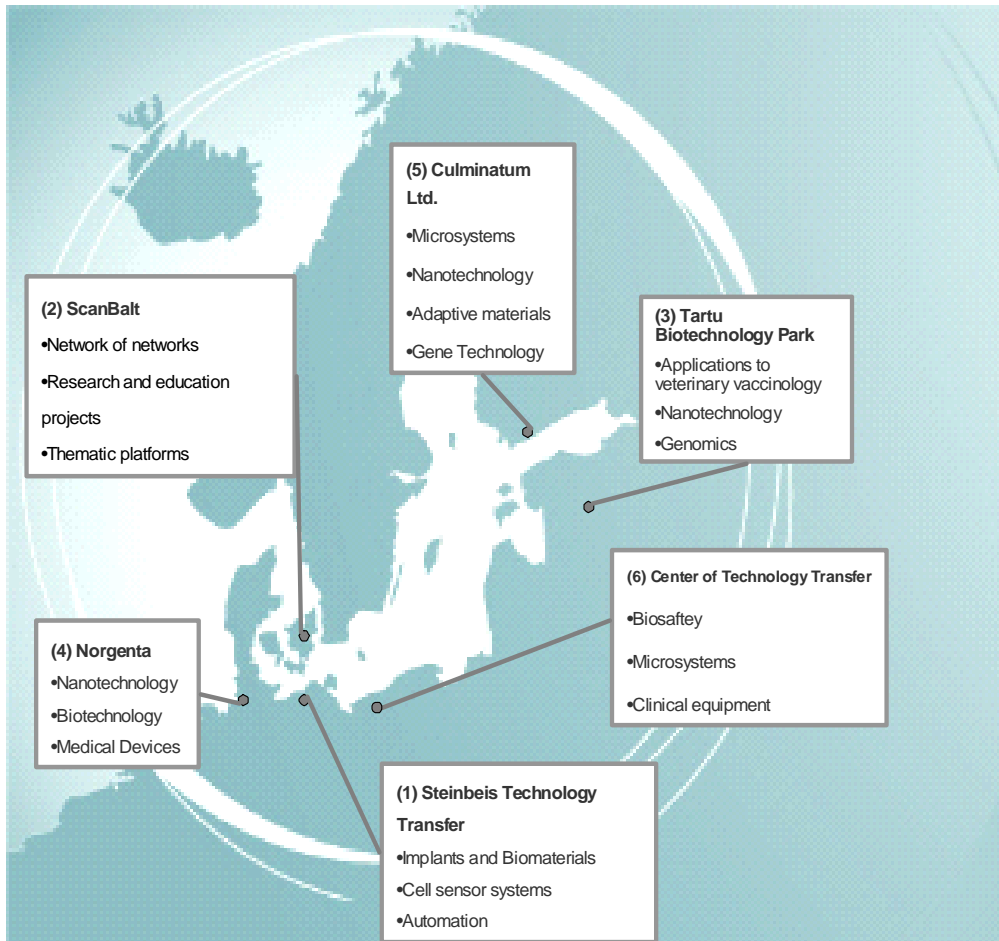 (5) Culminatum
Ltd.
•Microsystems
•Nanotechnology
•Adaptive materials
•Gene Technology
(2) ScanBalt
•Network of networks
•Research and education
projects
•Thematic platforms
(3) Tartu
Biotechnology Park
•Applications to
veterinary vaccinology
•Nanotechnology
•Genomics
(6) Center of Technology Transfer
•Biosaftey
•Microsystems
•Clinical equipment
(4) Norgenta
•Nanotechnology
•Biotechnology
•Medical Devices
(1) Steinbeis Technology
Transfer
•Implants and Biomaterials
•Cell sensor systems
•Automation